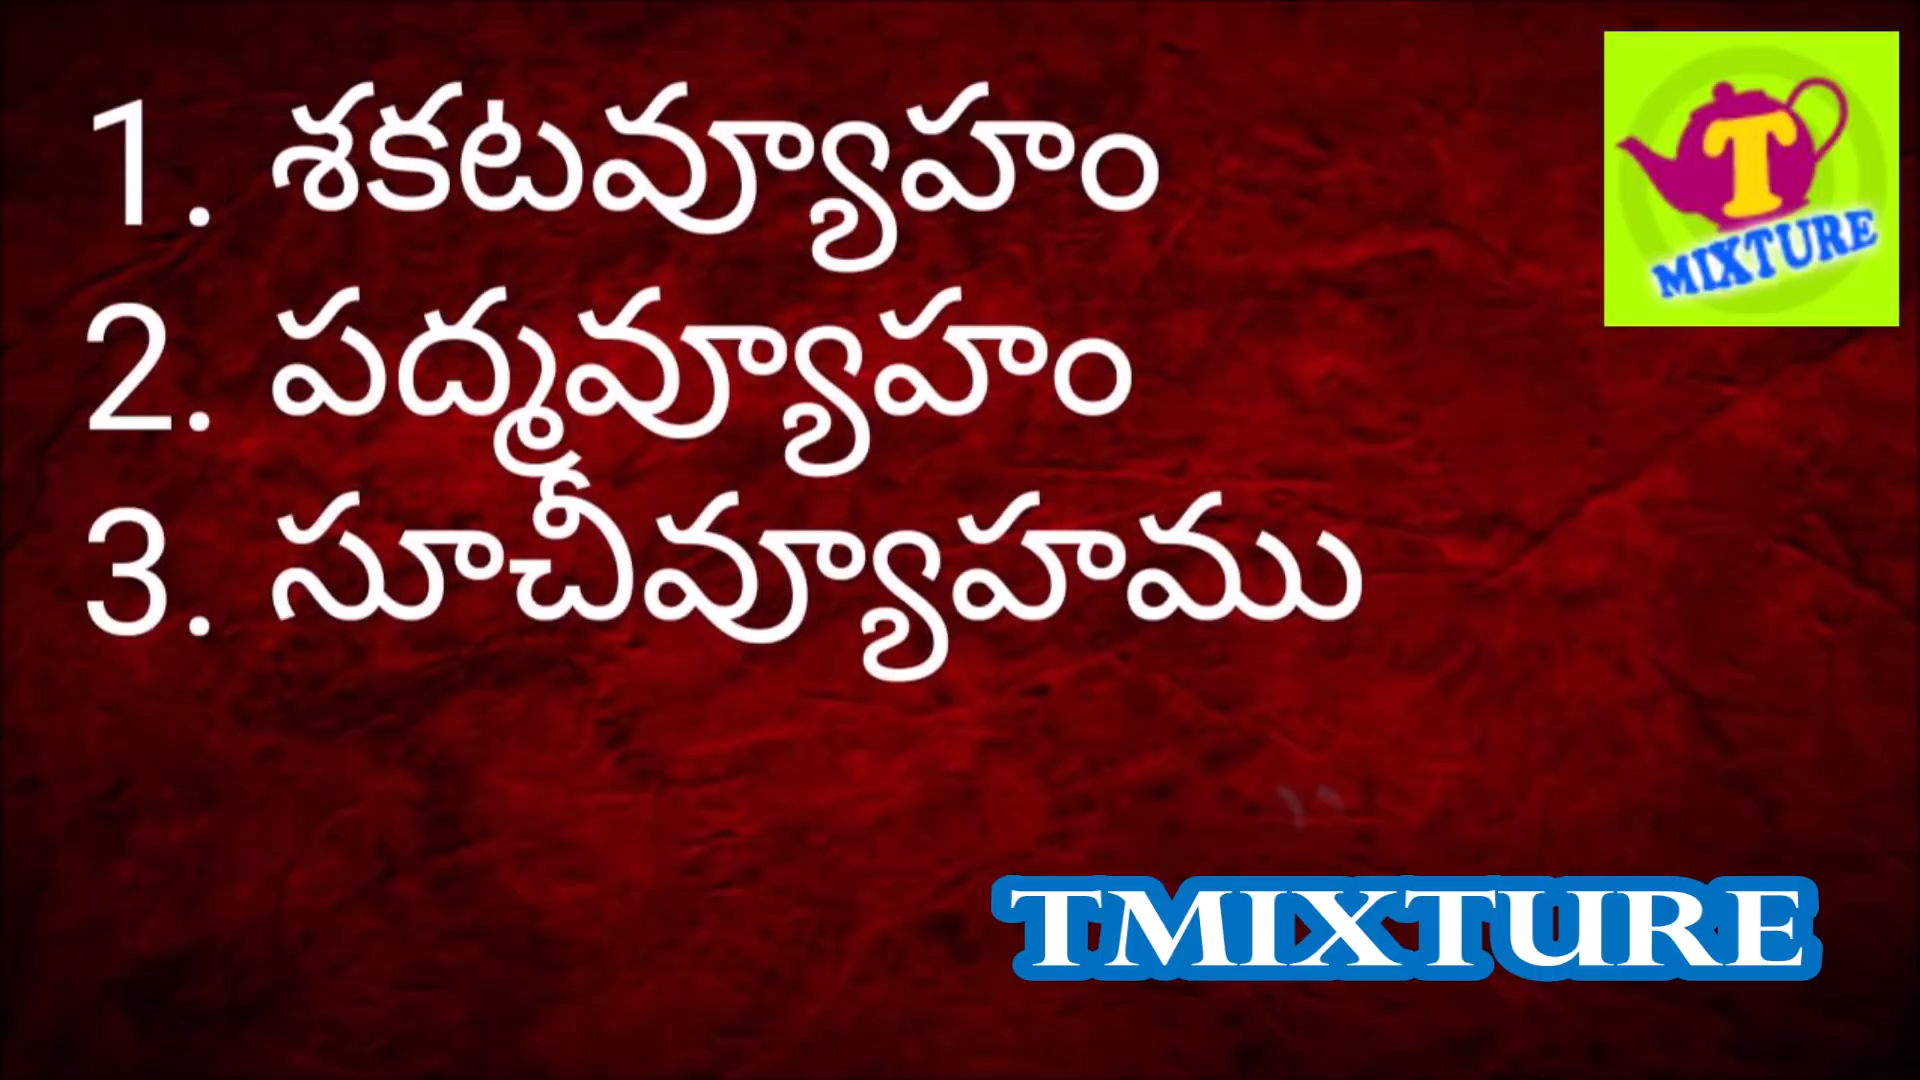 1. శకటవ్యూహం
T
MIXTURE
2. పద్మవ్యూహం
3. సూచీవ్యూహము
TMIXTURE